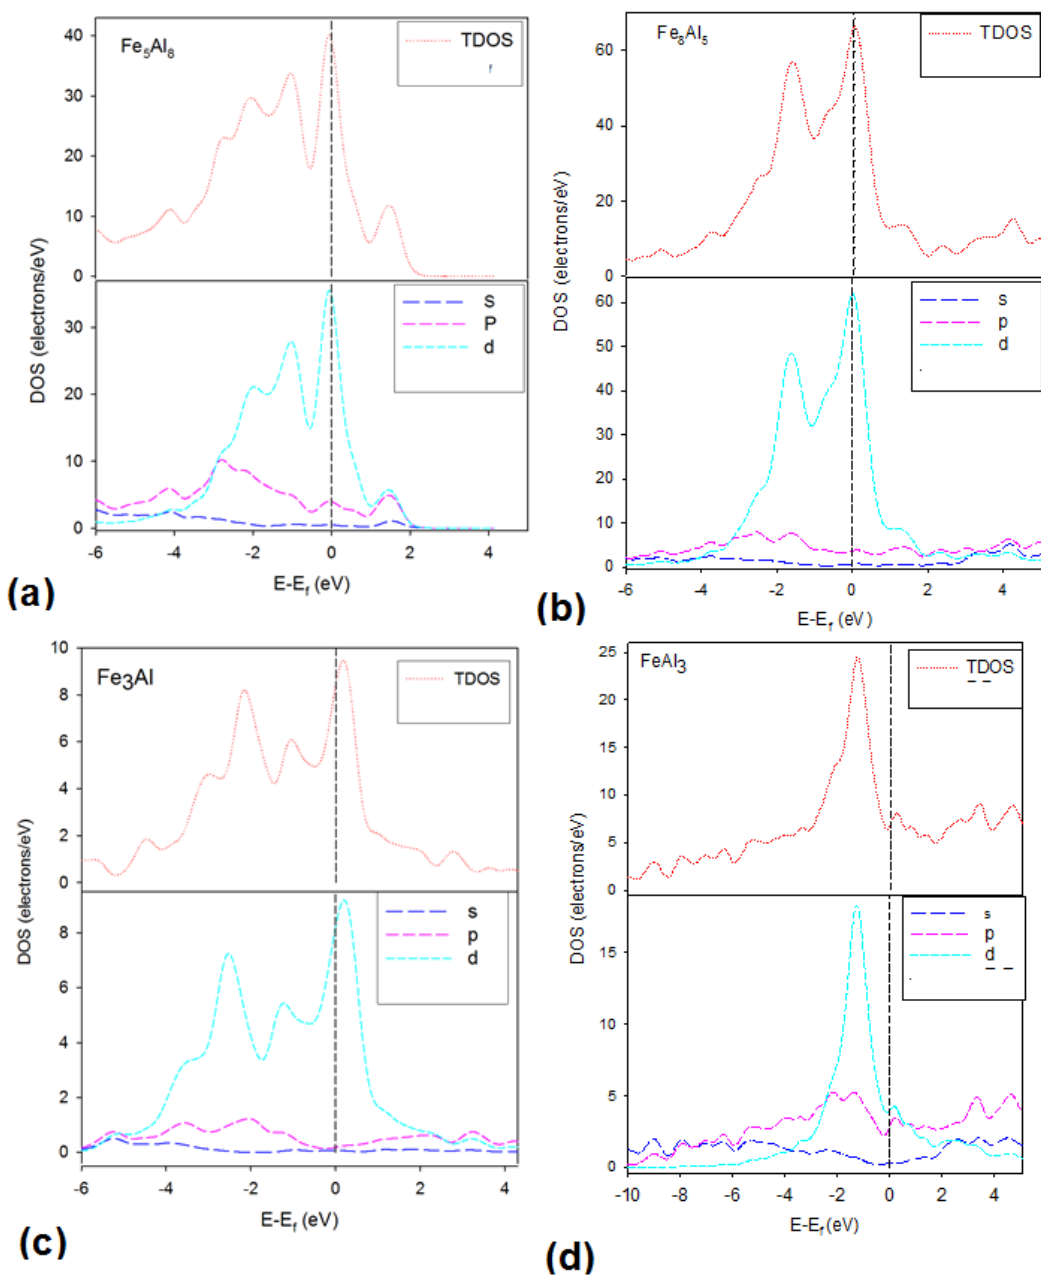 Fe5Al8
TDOS
40
30
20
10
0
DOS (electrons/eV)
S
P
d
30
20
10
0
-6 -4 -2 0 2 4
E-Ef (eV)
(a)
Fe8Al5
TDOS
60
40
20
0
DOS (electrons/eV)
s
p
d
60
50
40
30
20
10
0
-6 -4 -2 0 2 4
E-Ef (eV)
(b)
Fe3Al
TDOS
10
8
6
4
2
0
DOS (electrons/eV)
s
p
d
8
6
4
2
0
-6 -4 -2 0 2 4
E-Ef (eV)
(c)
FeAl3
TDOS
25
20
15
10
5
0
DOS (electrons/eV)
s
p
d
15
10
5
0
-10 -8 -6 -4 -2 0 2 4
E-Ef (eV)
(d)